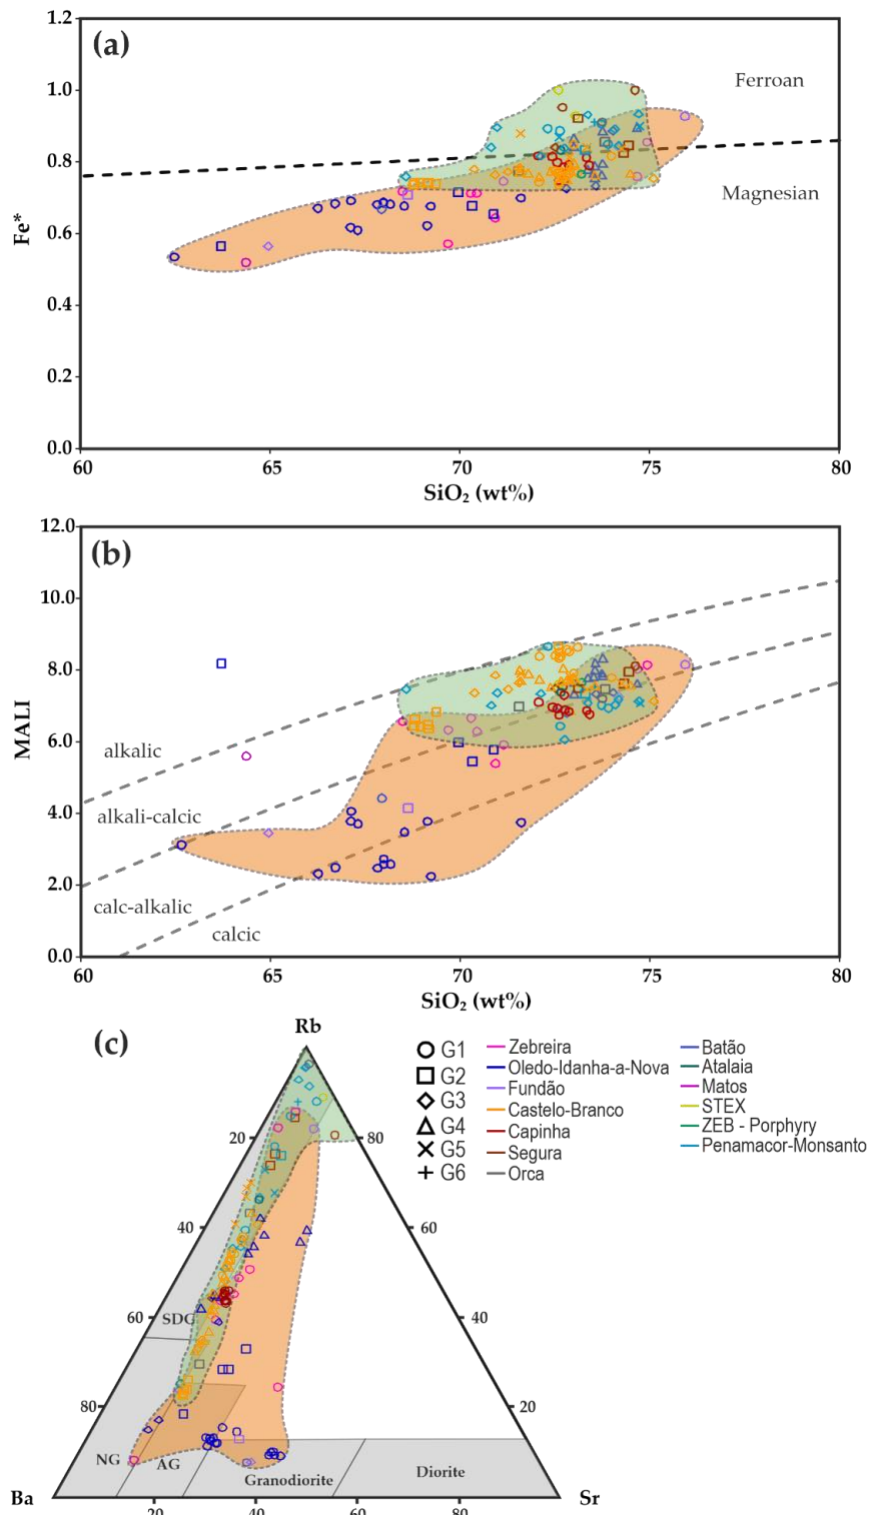 (a)
1.2
1.0
0.8
0.6
0.4
0.2
0.0
Fe*
Ferroan
Magnesian
60 65 70 75 80
SiO₂ (wt%)
(b)
12.0
10.0
8.0
6.0
4.0
2.0
0.0
MALI
alkalic
alkali-calcic
calc-alkalic
calcic
60 65 70 75 80
SiO₂ (wt%)
(c)
Rb
20 80
40 60
60 40
80 20
SDG
NG
AG
Granodiorite
Diorite
Ba
Sr
20 40 60 80
G1
G2
G3
G4
G5
G6
Zebreira
Oledo-Idanha-a-Nova
Fundão
Castelo-Branco
Capinha
Segura
Orca
Batão
Atalaia
Matos
STEX
ZEB - Porphyry
Penamacor-Monsanto